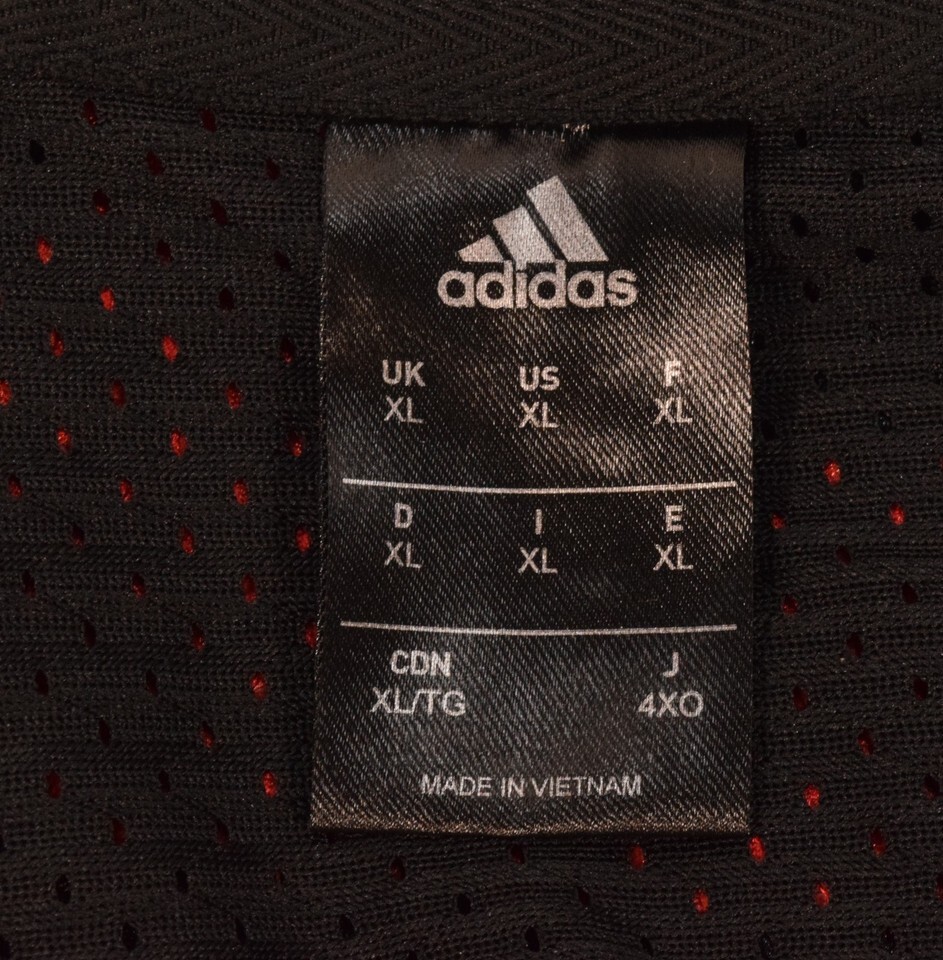 adidas
UK US F
XL XL XL
D I E
XL XL XL
CDN J
XL/TG 4XO
MADE IN VIETNAM